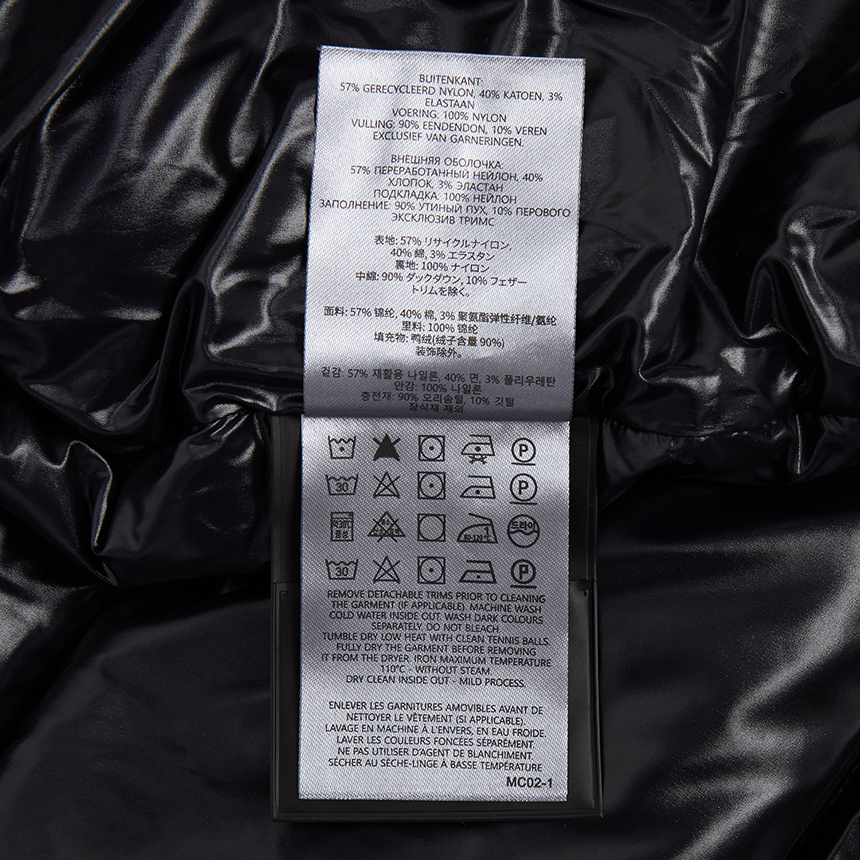 BUITENKANT:
57% GERECYCLEERD NYLON, 40% KATOEN, 3%
ELASTAAN
VOERING: 100% NYLON
VULLING: 90% EENDENDON, 10% VEREN
EXCLUSIEF VAN GARNERINGEN.
ВНЕШНЯЯ ОБОЛОЧКА:
57% ПЕРЕРАБОТАННЫЙ НЕЙЛОН, 40%
ХЛОПОК, 3% ЭЛАСТАН
ПОДКЛАДКА: 100% НЕЙЛОН
ЗАПОЛНЕНИЕ: 90% УТИНЫЙ ПУХ, 10% ПЕРОВОГО
ЭКСКЛЮЗИВ ТРИМС
表地: 57% リサイクルナイロン,
40% 綿, 3% エラスタン
裏地: 100% ナイロン
中綿: 90% ダックダウン, 10% フェザー
トリムを除く。
面料: 57% 锦纶, 40% 棉, 3% 聚氨酯弹性纤维/氨纶
里料: 100% 锦纶
填充物: 鸭绒(绒子含量 90%)
装饰除外。
겉감: 57% 재활용 나일론, 40% 면, 3% 폴리우레탄
안감: 100% 나일론
충전재: 90% 오리솜털, 10% 깃털
장식재 제외
P
30 P
80-120℃ 드라이
30 P
REMOVE DETACHABLE TRIMS PRIOR TO CLEANING
THE GARMENT (IF APPLICABLE). MACHINE WASH
COLD WATER INSIDE OUT. WASH DARK COLOURS
SEPARATELY. DO NOT BLEACH.
TUMBLE DRY LOW HEAT WITH CLEAN TENNIS BALLS.
FULLY DRY THE GARMENT BEFORE REMOVING
IT FROM THE DRYER. IRON MAXIMUM TEMPERATURE
110°C - WITHOUT STEAM.
DRY CLEAN INSIDE OUT - MILD PROCESS.
ENLEVER LES GARNITURES AMOVIBLES AVANT DE
NETTOYER LE VÊTEMENT (SI APPLICABLE).
LAVAGE EN MACHINE À L'ENVERS, EN EAU FROIDE.
LAVER LES COULEURS FONCÉES SÉPARÉMENT.
NE PAS UTILISER D'AGENT DE BLANCHIMENT.
SÉCHER AU SÈCHE-LINGE À BASSE TEMPÉRATURE
MC02-1